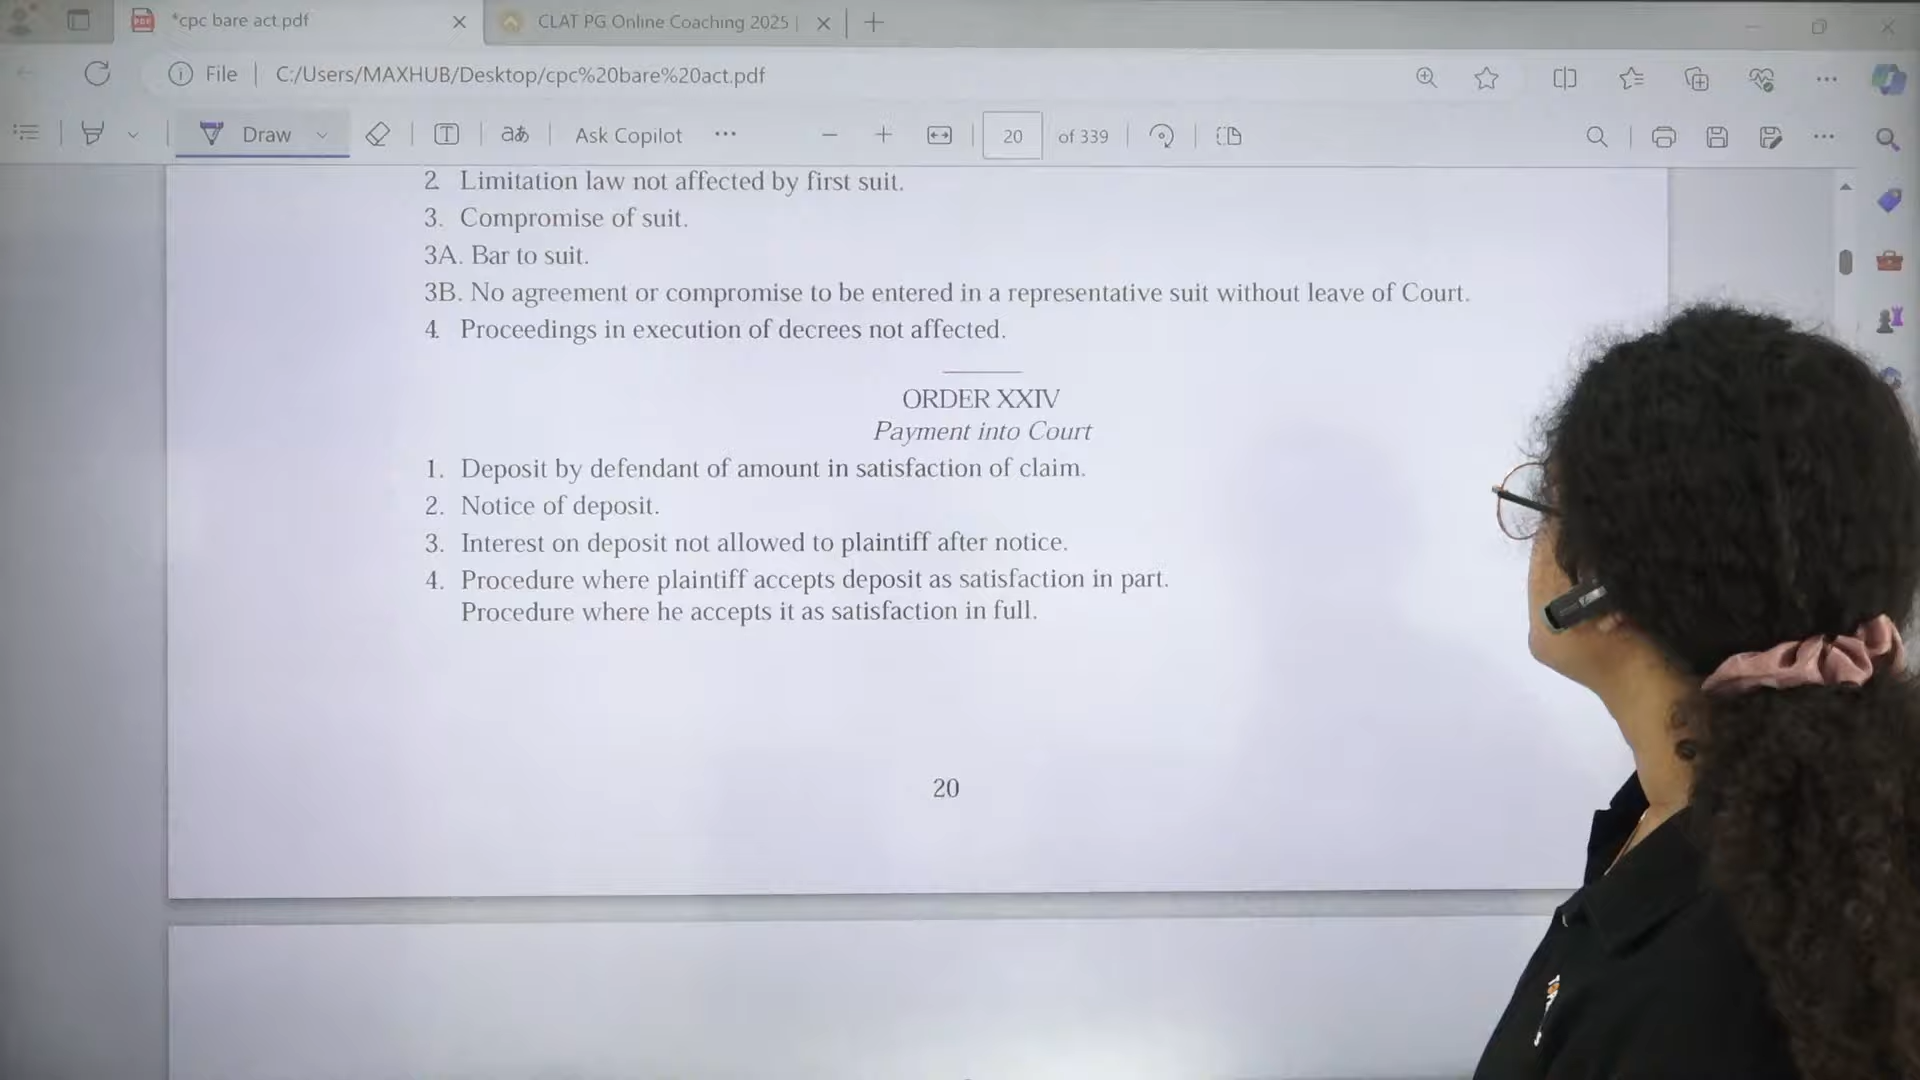 *cpc bare act.pdf
CLAT PG Online Coaching 2025 |
File
C:/Users/MAXHUB/Desktop/cpc%20bare%20act.pdf
Draw
aあ
Ask Copilot
20 of 339
2. Limitation law not affected by first suit.
3. Compromise of suit.
3A. Bar to suit.
3B. No agreement or compromise to be entered in a representative suit without leave of Court.
4. Proceedings in execution of decrees not affected.
ORDER XXIV
Payment into Court
1. Deposit by defendant of amount in satisfaction of claim.
2. Notice of deposit.
3. Interest on deposit not allowed to plaintiff after notice.
4. Procedure where plaintiff accepts deposit as satisfaction in part.
Procedure where he accepts it as satisfaction in full.
20